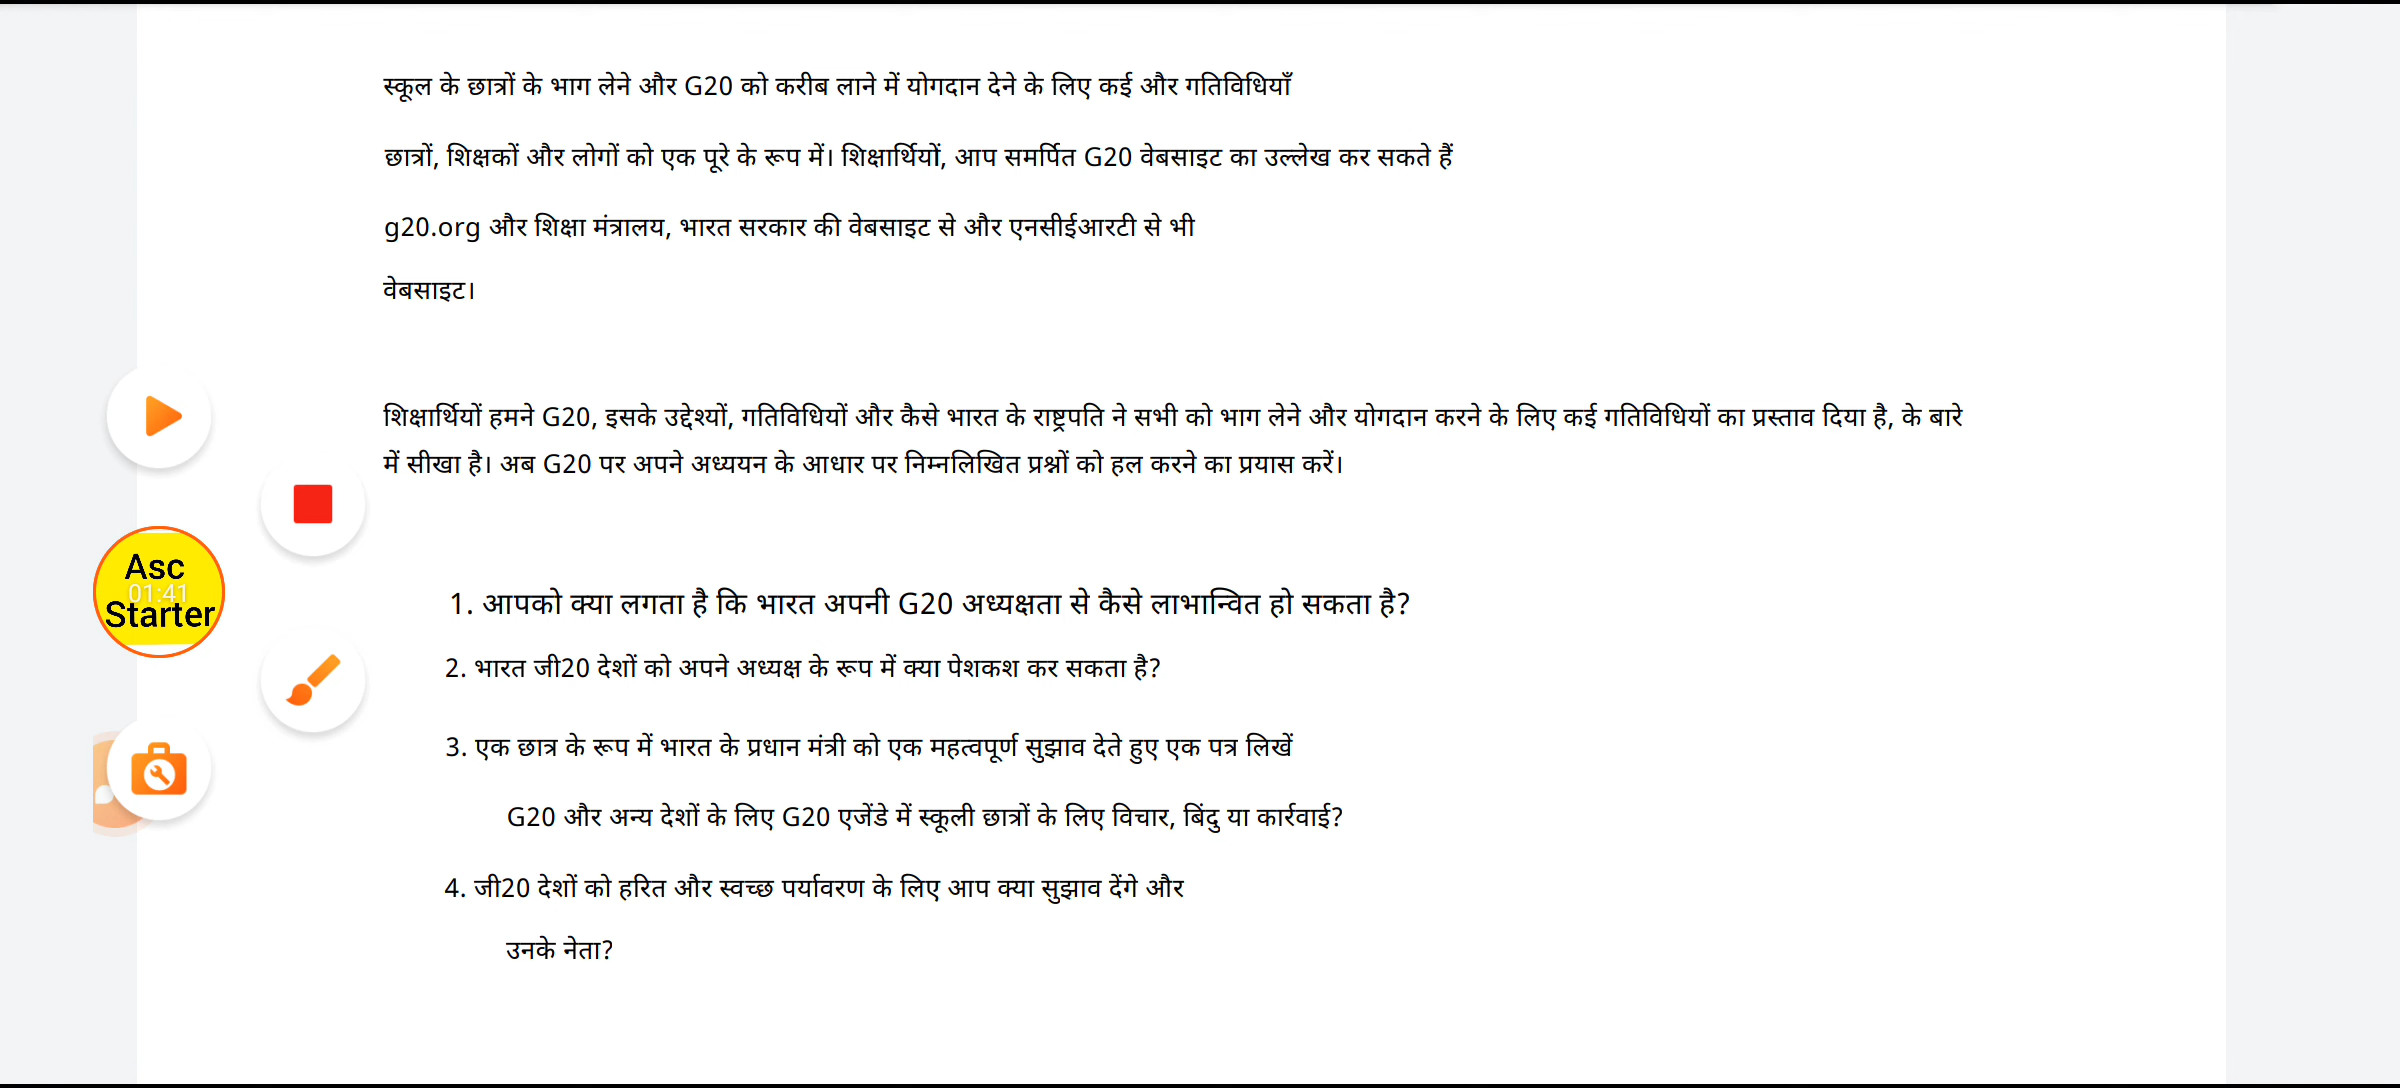 स्कूल के छात्रों के भाग लेने और G20 को करीब लाने में योगदान देने के लिए कई और गतिविधियाँ
छात्रों, शिक्षकों और लोगों को एक पूरे के रूप में। शिक्षार्थियों, आप समर्पित G20 वेबसाइट का उल्लेख कर सकते हैं
g20.org और शिक्षा मंत्रालय, भारत सरकार की वेबसाइट से और एनसीईआरटी से भी
वेबसाइट।
शिक्षार्थियों हमने G20, इसके उद्देश्यों, गतिविधियों और कैसे भारत के राष्ट्रपति ने सभी को भाग लेने और योगदान करने के लिए कई गतिविधियों का प्रस्ताव दिया है, के बारे
में सीखा है। अब G20 पर अपने अध्ययन के आधार पर निम्नलिखित प्रश्नों को हल करने का प्रयास करें।
Asc
01:41
Starter
1. आपको क्या लगता है कि भारत अपनी G20 अध्यक्षता से कैसे लाभान्वित हो सकता है?
2. भारत जी20 देशों को अपने अध्यक्ष के रूप में क्या पेशकश कर सकता है?
3. एक छात्र के रूप में भारत के प्रधान मंत्री को एक महत्वपूर्ण सुझाव देते हुए एक पत्र लिखें
G20 और अन्य देशों के लिए G20 एजेंडे में स्कूली छात्रों के लिए विचार, बिंदु या कार्रवाई?
4. जी20 देशों को हरित और स्वच्छ पर्यावरण के लिए आप क्या सुझाव देंगे और
उनके नेता?